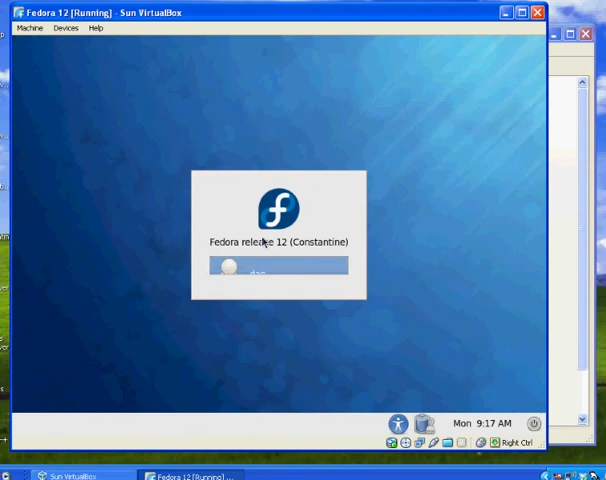 Fedora 12 [Running] - Sun VirtualBox
Machine Devices Help
Fedora release 12 (Constantine)
Mon 9:17 AM
Right Ctrl
Sun VirtualBox
Fedora 12 [Running] ...